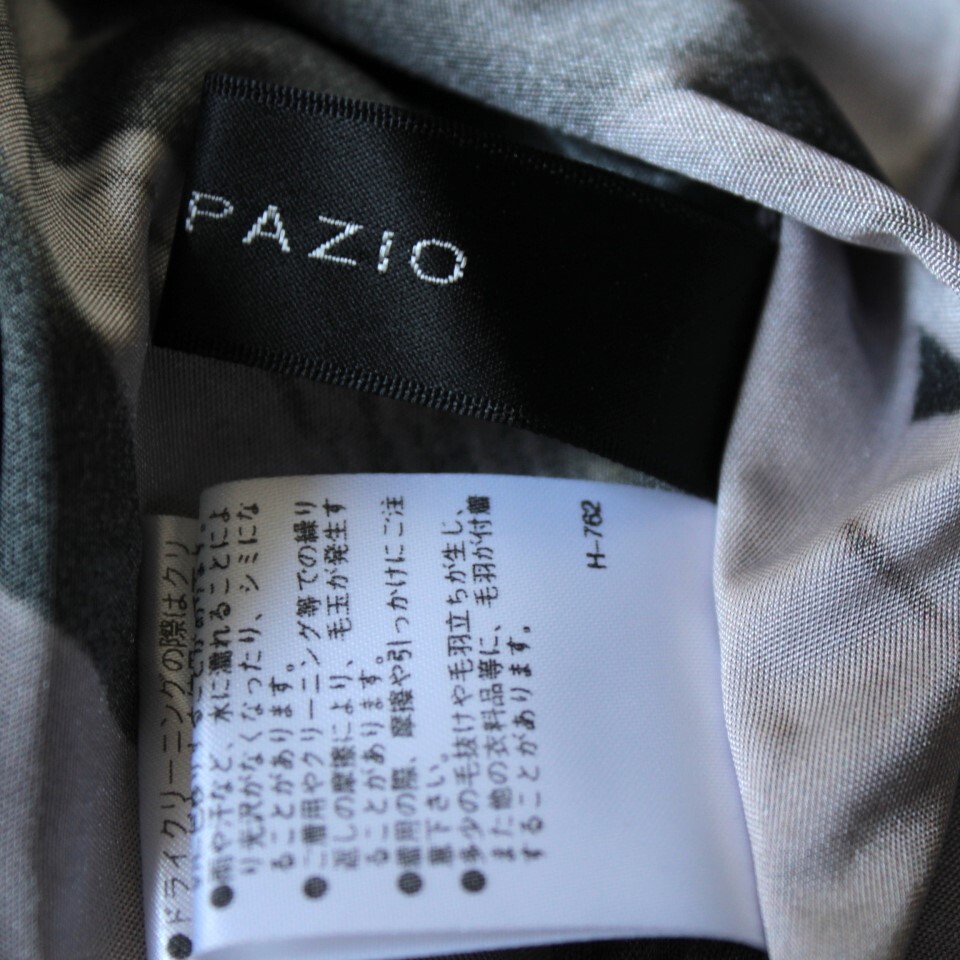 PAZIO
●ドライクリーニングの際はクリ
●雨や汗など、水に濡れることによ
り光沢がなくなったり、シミにな
ることがあります。
●ご着用やクリーニング等での繰り
返しの摩擦により、毛玉が発生す
ることがあります。
●着用の際、摩擦や引っかけにご注
意下さい。
●多少の毛抜けや毛羽立ちが生じ、
また他の衣料品等に、毛羽が付着
することがあります。
H-762